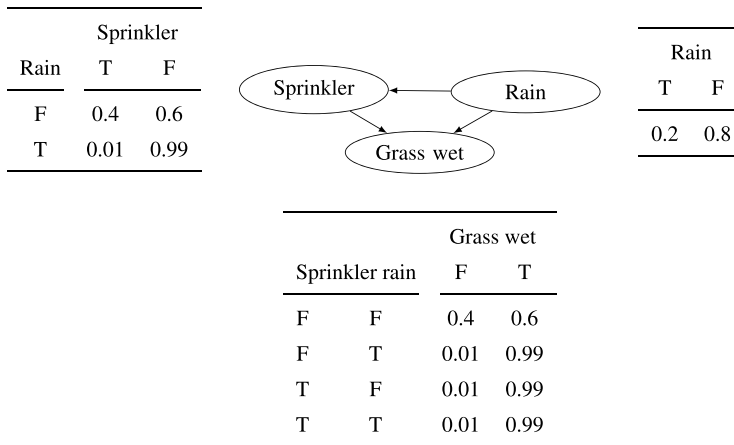 Sprinkler
Rain T F
F 0.4 0.6
T 0.01 0.99
Sprinkler
Rain
Grass wet
Rain
T F
0.2 0.8
Grass wet
Sprinkler rain F T
F F 0.4 0.6
F T 0.01 0.99
T F 0.01 0.99
T T 0.01 0.99